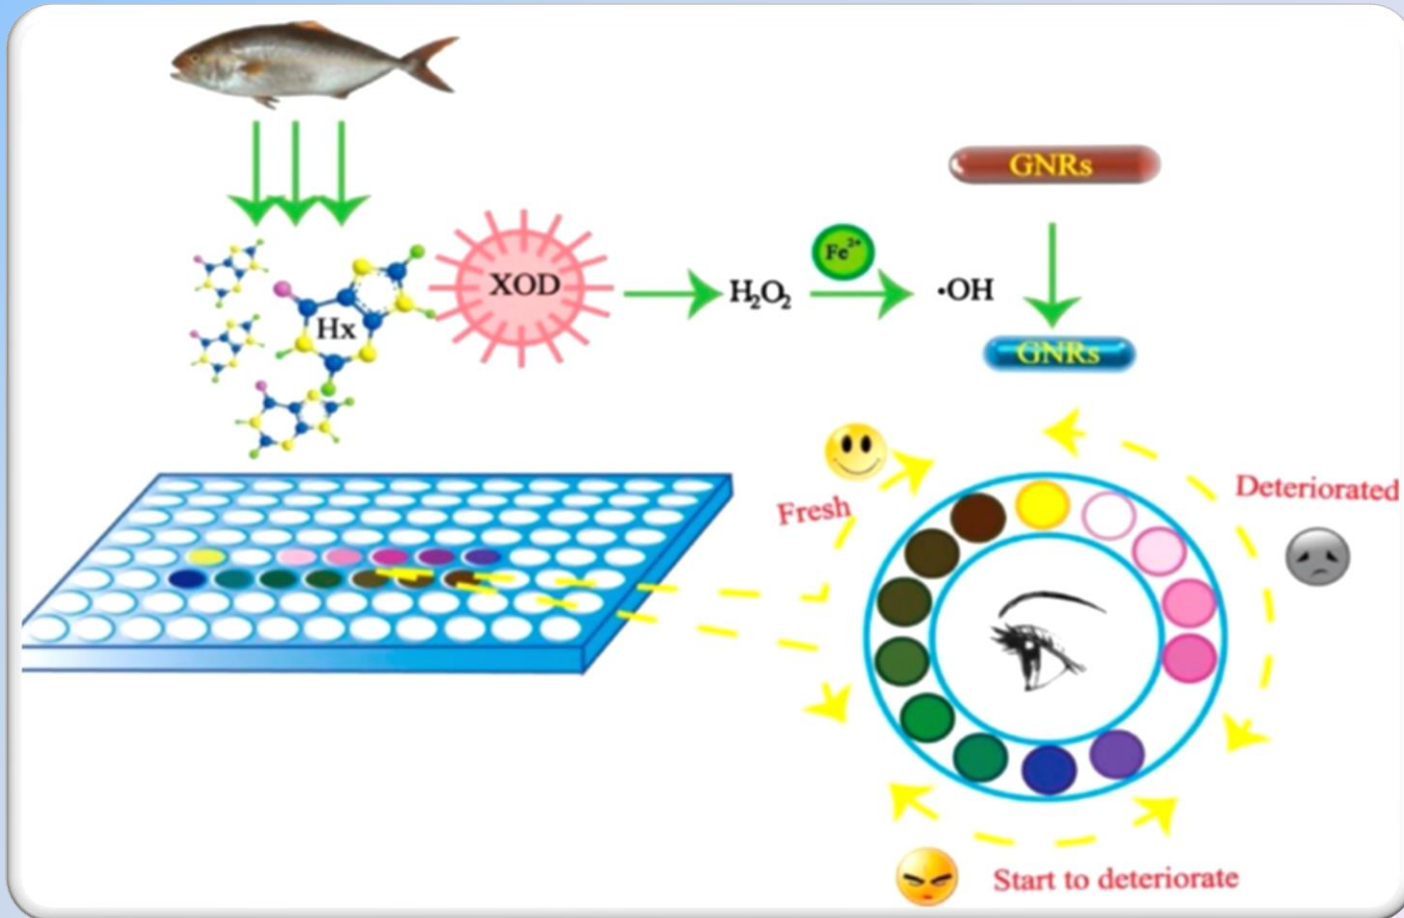 GNRs
XOD
Fe²⁺
H₂O₂
·OH
Hx
GNRs
Fresh
Deteriorated
Start to deteriorate